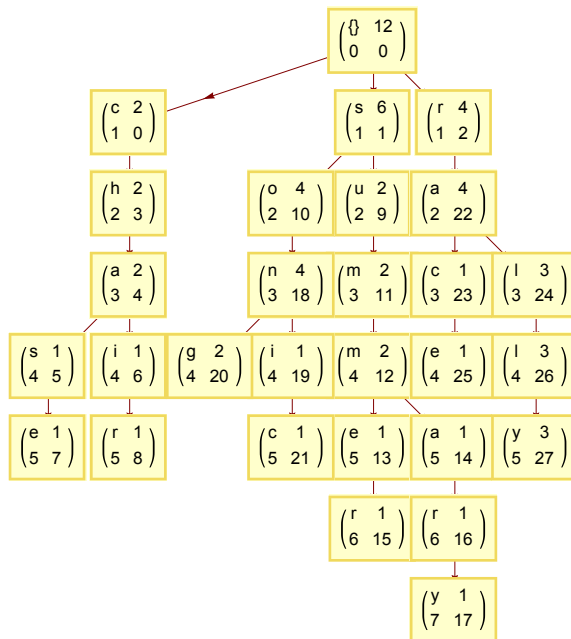 {} 12
0 0
c 2
1 0
s 6
1 1
r 4
1 2
h 2
2 3
o 4
2 10
u 2
2 9
a 4
2 22
a 2
3 4
n 4
3 18
m 2
3 11
c 1
3 23
l 3
3 24
s 1
4 5
i 1
4 6
g 2
4 20
i 1
4 19
m 2
4 12
e 1
4 25
l 3
4 26
e 1
5 7
r 1
5 8
c 1
5 21
e 1
5 13
a 1
5 14
y 3
5 27
r 1
6 15
r 1
6 16
y 1
7 17